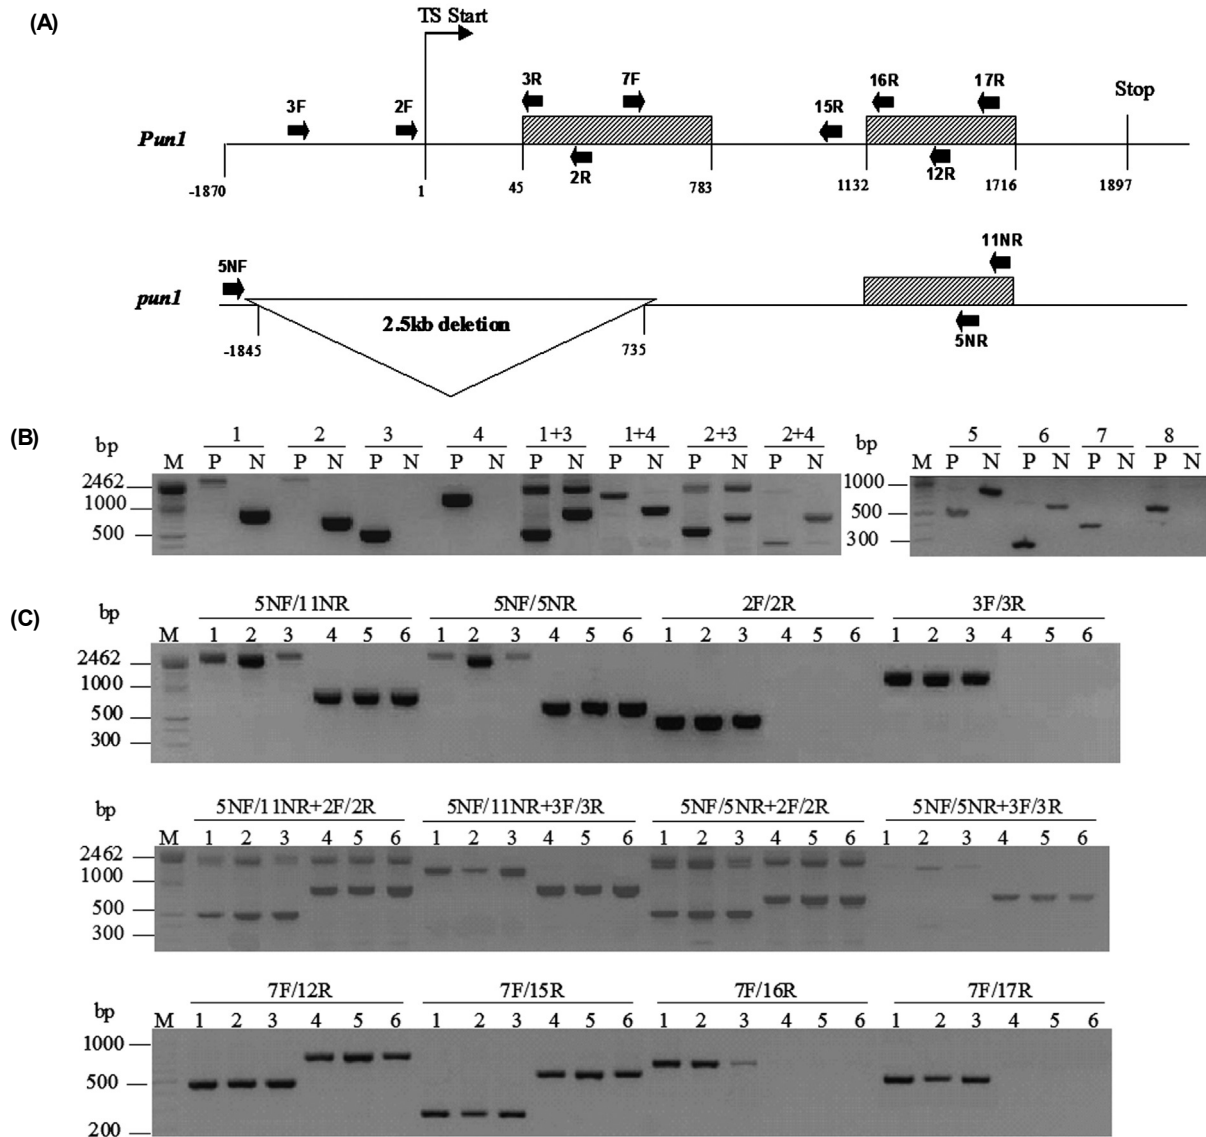 (A)
TS Start
3R 7F 16R 17R
3F 2F 15R Stop
Pun1
2R 12R
-1870 1 45 783 1132 1716 1897
5NF 11NR
pun1
2.5kb deletion
5NR
-1845 735
(B)
bp 1 2 3 4 1+3 1+4 2+3 2+4
M P N P N P N P N P N P N P N P N
2462
1000
500
bp 5 6 7 8
M P N P N P N P N
1000
500
300
(C)
bp 5NF/11NR 5NF/5NR 2F/2R 3F/3R
M 1 2 3 4 5 6 1 2 3 4 5 6 1 2 3 4 5 6 1 2 3 4 5 6
2462
1000
500
300
bp 5NF/11NR+2F/2R 5NF/11NR+3F/3R 5NF/5NR+2F/2R 5NF/5NR+3F/3R
M 1 2 3 4 5 6 1 2 3 4 5 6 1 2 3 4 5 6 1 2 3 4 5 6
2462
1000
500
300
bp 7F/12R 7F/15R 7F/16R 7F/17R
M 1 2 3 4 5 6 1 2 3 4 5 6 1 2 3 4 5 6 1 2 3 4 5 6
1000
500
200